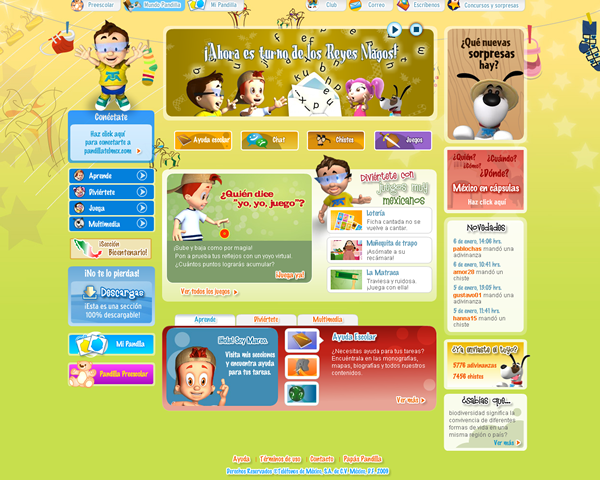 Preescolar
Mundo Pandilla
Mi Pandilla
Club
Correo
Escríbenos
Concursos y sorpresas
¡Ahora es turno de los Reyes Magos!
¿Qué nuevas
sorpresas
hay?
Conéctate
Haz click aquí
para conectarte a
pandillatelmex.com
Ayuda escolar
Chat
Chistes
Juegos
Aprende
Diviértete
Juega
Multimedia
¡Sección
Bicentenario!
¡No te lo pierdas!
Descargas
¡Esta es una sección
100% descargable!
Mi Pandilla
Pandilla Preescolar
¿Quién dice
"yo, yo, juego"?
¡Sube y baja como por magia!
Pon a prueba tus reflejos con un yoyo virtual.
¿Cuántos puntos lograrás acumular?
¡Juega ya!
Ver todos los juegos
Diviértete con
juegos muy
mexicanos
Lotería
Ficha cantada no se
vuelve a cantar.
Muñequita de trapo
¡Asómate a su
recámara!
La Matraca
Traviesa y ruidosa.
¡Juega con ella!
¿Quién?
¿Cuándo?
¿Cómo?
¿Dónde?
México en cápsulas
Haz click aquí
Novedades
6 de enero, 14:06 hrs.
pablochas mandó una
adivinanza
6 de enero, 10:41 hrs.
amor28 mandó un
chiste
5 de enero, 13:09 hrs.
gustavo01 mandó una
adivinanza
5 de enero, 11:41 hrs.
hanna15 mandó un
chiste
Aprende
Diviértete
Multimedia
¡Hola! Soy Marco.
Visita mis secciones
y encuentra ayuda
para tus tareas.
Ayuda Escolar
¿Necesitas ayuda para tus tareas?
Encuéntrala en las monografías,
mapas, biografías y todos nuestros
contenidos.
Ver más
¿Ya enviaste el tuyo?
5776 adivinanzas
7456 chistes
¿Sabías que...
biodiversidad significa la
convivencia de diferentes
formas de vida en una
misma región o país?
Ver más
Ayuda
Términos de uso
Contacto
Papás Pandilla
Derechos Reservados ©Teléfonos de México, S.A. de C.V. México, D.F. 2009